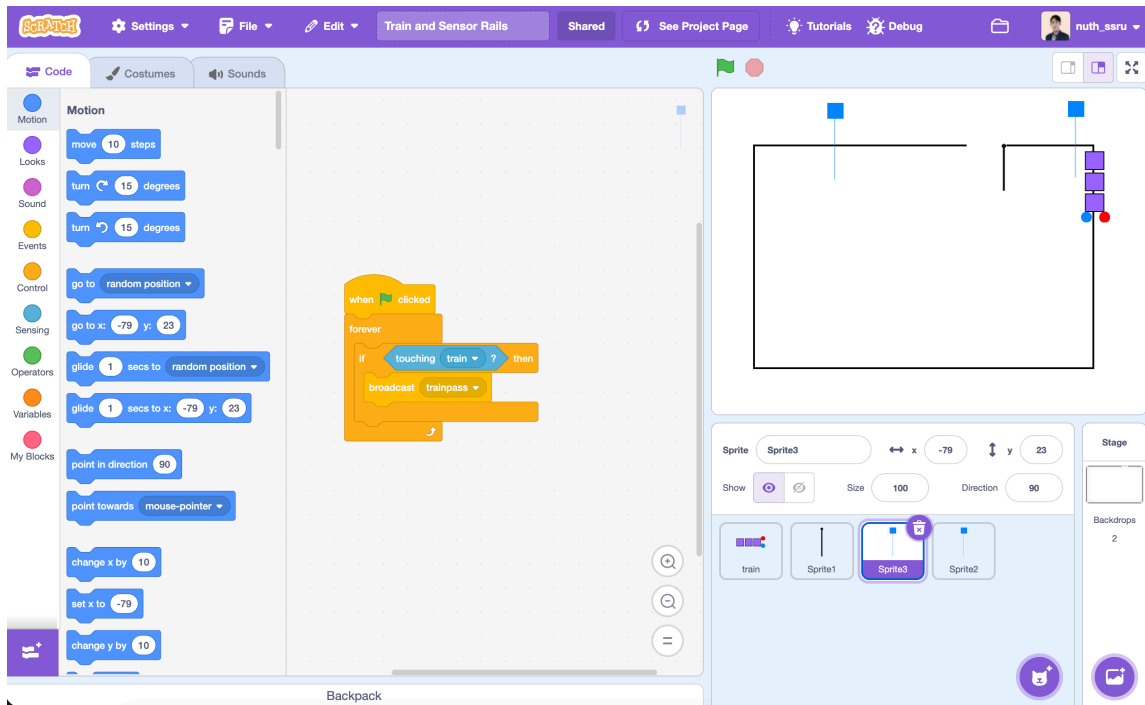 SCRATCH Settings File Edit Train and Sensor Rails Shared See Project Page Tutorials Debug nuth_ssru
Code Costumes Sounds
Motion
Looks
Sound
Events
Control
Sensing
Operators
Variables
My Blocks
Motion
move 10 steps
turn 15 degrees
turn 15 degrees
go to random position
go to x: -79 y: 23
glide 1 secs to random position
glide 1 secs to x: -79 y: 23
point in direction 90
point towards mouse-pointer
change x by 10
set x to -79
change y by 10
when clicked
forever
if touching train ? then
broadcast trainpass
=
Backpack
Sprite Sprite3 x -79 y 23
Show Size 100 Direction 90
train Sprite1 Sprite3 Sprite2
Stage
Backdrops
2